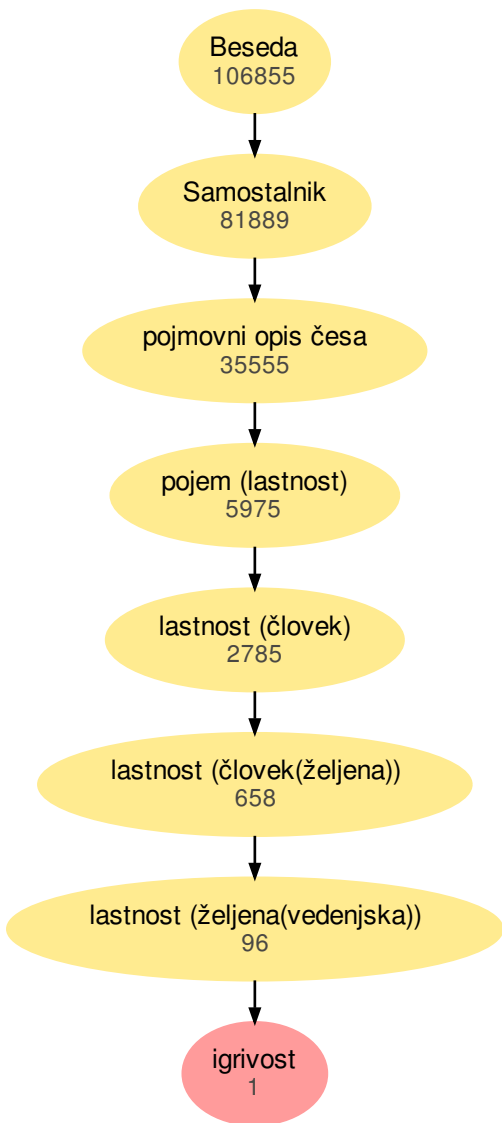 Beseda
106855
Samostalnik
81889
pojmovni opis česa
35555
pojem (lastnost)
5975
lastnost (človek)
2785
lastnost (človek(željena))
658
lastnost (željena(vedenjska))
96
igrivost
1